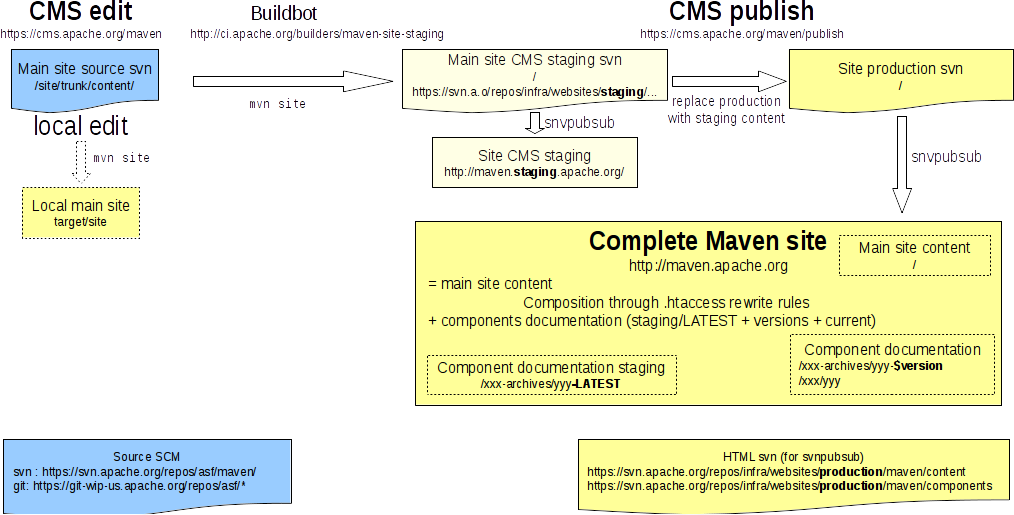 CMS edit
https://cms.apache.org/maven
Buildbot
http://ci.apache.org/builders/maven-site-staging
CMS publish
https://cms.apache.org/maven/publish
Main site source svn
/site/trunk/content/
mvn site
Main site CMS staging svn
/
https://svn.a.o/repos/infra/websites/staging/...
replace production
with staging content
Site production svn
/
local edit
mvn site
Local main site
target/site
snvpubsub
Site CMS staging
http://maven.staging.apache.org/
snvpubsub
Complete Maven site
http://maven.apache.org
Main site content
/
= main site content
Composition through .htaccess rewrite rules
+ components documentation (staging/LATEST + versions + current)
Component documentation staging
/xxx-archives/yyy-LATEST
Component documentation
/xxx-archives/yyy-$version
/xxx/yyy
Source SCM
svn : https://svn.apache.org/repos/asf/maven/
git: https://git-wip-us.apache.org/repos/asf/*
HTML svn (for svnpubsub)
https://svn.apache.org/repos/infra/websites/production/maven/content
https://svn.apache.org/repos/infra/websites/production/maven/components